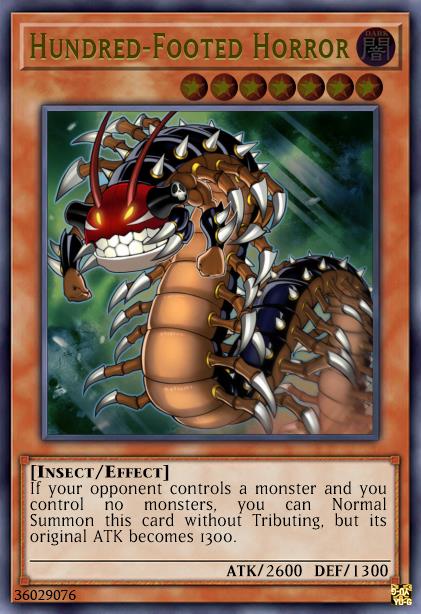 Hundred-Footed Horror
DARK
闇
[Insect/Effect]
If your opponent controls a monster and you
control no monsters, you can Normal
Summon this card without Tributing, but its
original ATK becomes 1300.
ATK/2600 DEF/1300
36029076